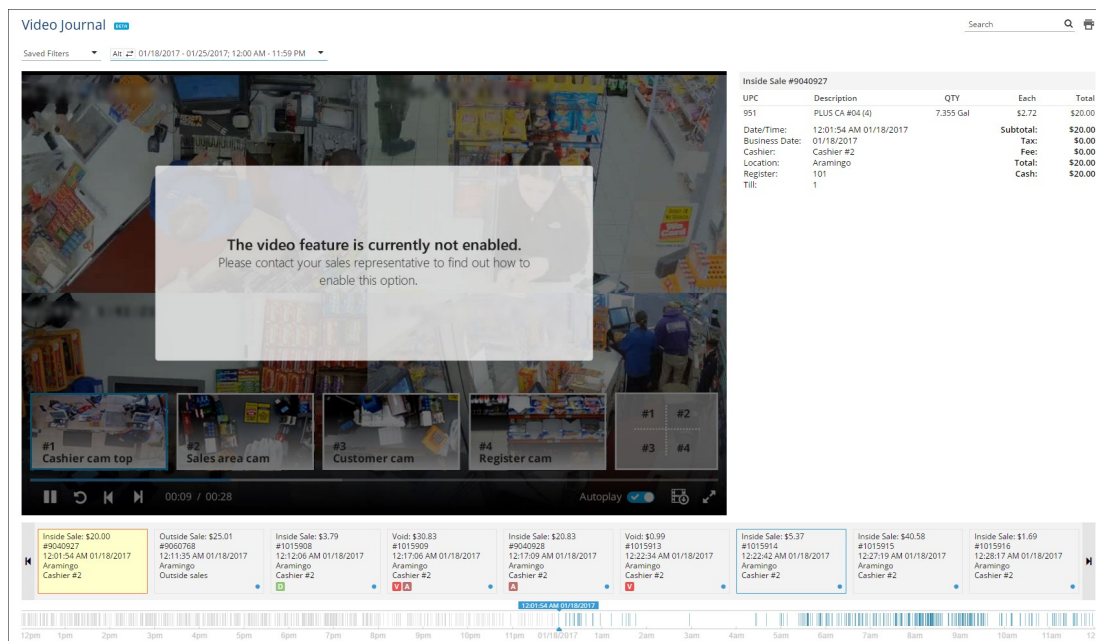 Video Journal BETA
Search
Saved Filters
Alt 01/18/2017 - 01/25/2017; 12:00 AM - 11:59 PM
Inside Sale #9040927
UPC Description QTY Each Total
951 PLUS CA #04 (4) 7.355 Gal $2.72 $20.00
Date/Time: 12:01:54 AM 01/18/2017 Subtotal: $20.00
Business Date: 01/18/2017 Tax: $0.00
Cashier: Cashier #2 Fee: $0.00
Location: Aramingo Total: $20.00
Register: 101 Cash: $20.00
Till: 1
We Card
The video feature is currently not enabled.
Please contact your sales representative to find out how to
enable this option.
#1
Cashier cam top
#2
Sales area cam
#3
Customer cam
#4
Register cam
#1 #2
#3 #4
00:09 / 00:28
Autoplay
Inside Sale: $20.00
#9040927
12:01:54 AM 01/18/2017
Aramingo
Cashier #2
Outside Sale: $25.01
#9060768
12:11:35 AM 01/18/2017
Aramingo
Outside sales
Inside Sale: $3.79
#1015908
12:12:06 AM 01/18/2017
Aramingo
Cashier #2
D
Void: $30.83
#1015909
12:17:06 AM 01/18/2017
Aramingo
Cashier #2
V A
Inside Sale: $20.83
#9040928
12:17:09 AM 01/18/2017
Aramingo
Cashier #2
A
Void: $0.99
#1015913
12:22:34 AM 01/18/2017
Aramingo
Cashier #2
V
Inside Sale: $5.37
#1015914
12:22:42 AM 01/18/2017
Aramingo
Cashier #2
Inside Sale: $40.58
#1015915
12:27:19 AM 01/18/2017
Aramingo
Cashier #2
Inside Sale: $1.69
#1015916
12:28:17 AM 01/18/2017
Aramingo
Cashier #2
12:01:54 AM 01/18/2017
12pm 1pm 2pm 3pm 4pm 5pm 6pm 7pm 8pm 9pm 10pm 11pm 01/18/2017 1am 2am 3am 4am 5am 6am 7am 8am 9am 10am 11am 12